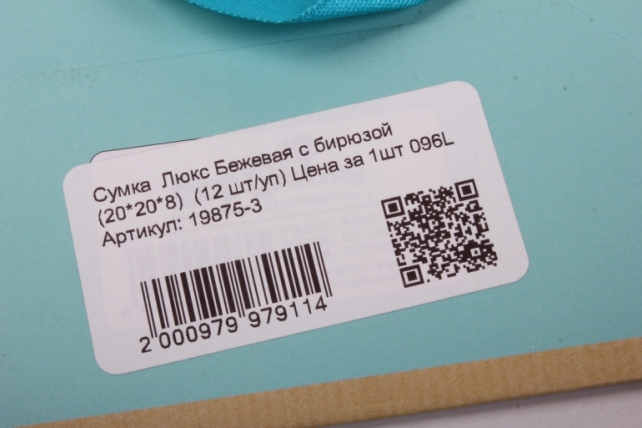 Сумка Люкс Бежевая с бирюзой
(20*20*8) (12 шт/уп) Цена за 1шт 096L
Артикул: 19875-3
2 000979 979114